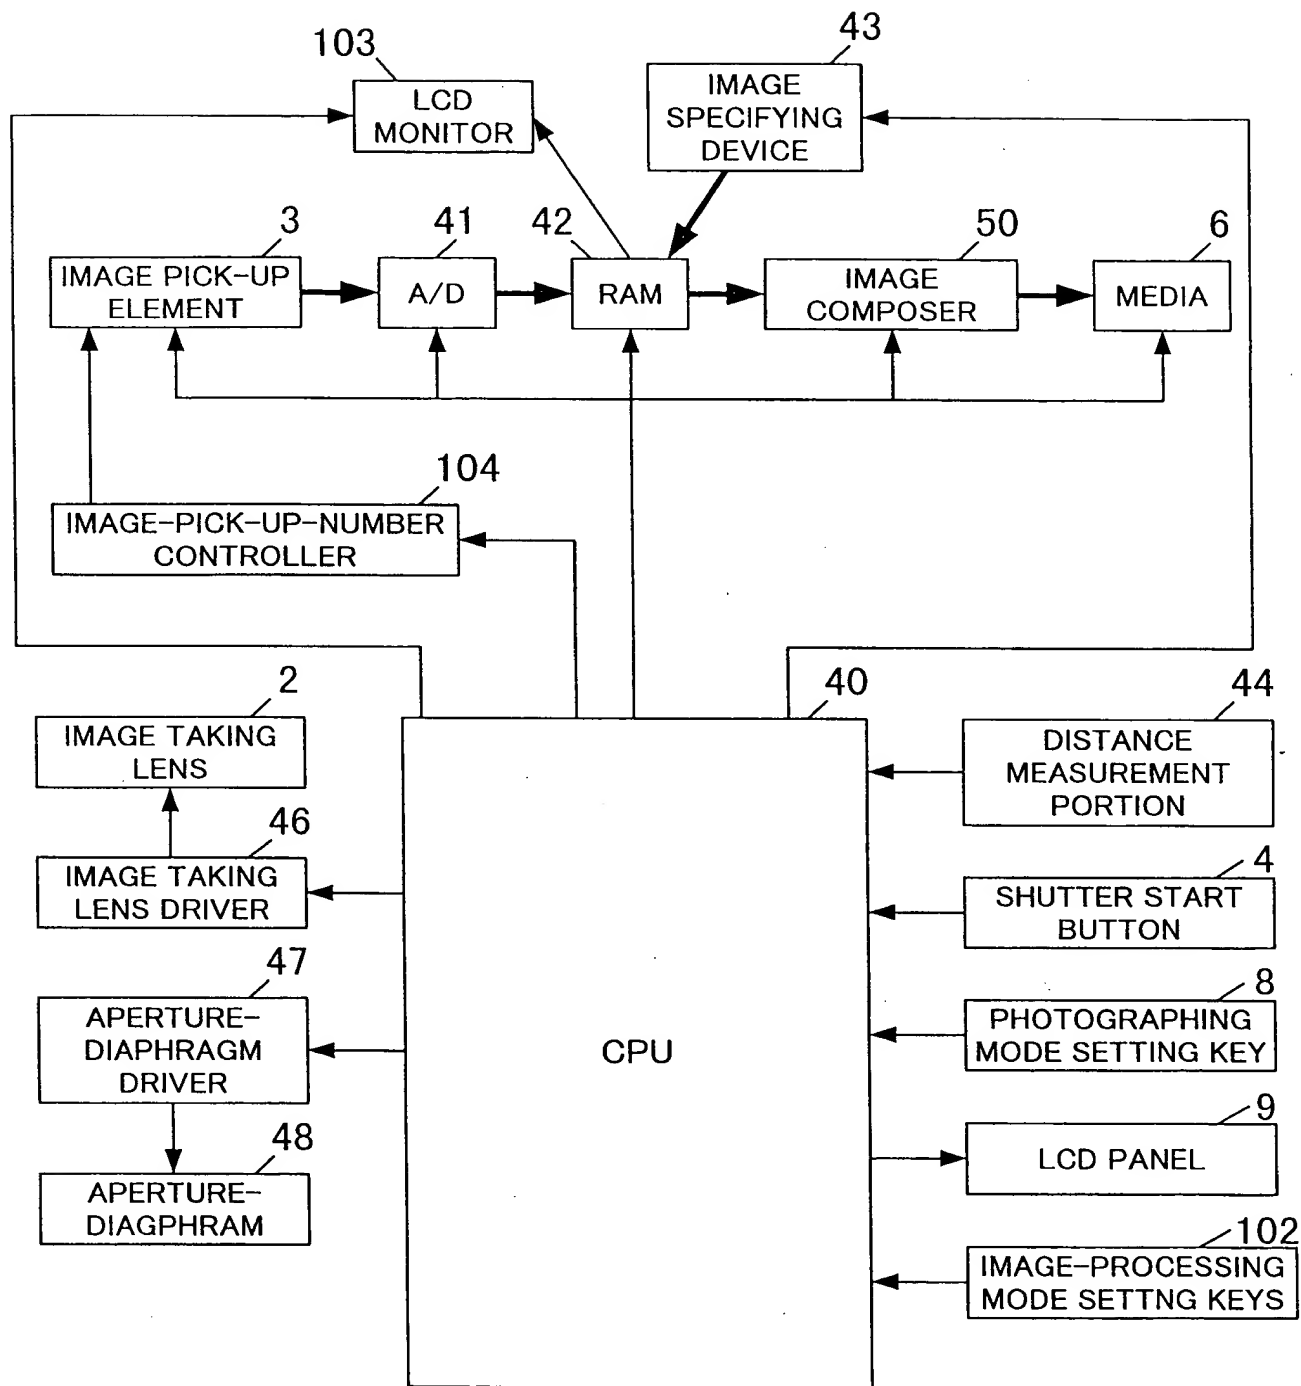 103
LCD
MONITOR
43
IMAGE
SPECIFYING
DEVICE
3
IMAGE PICK-UP
ELEMENT
41
A/D
42
RAM
50
IMAGE
COMPOSER
6
MEDIA
104
IMAGE-PICK-UP-NUMBER
CONTROLLER
2
IMAGE TAKING
LENS
46
IMAGE TAKING
LENS DRIVER
47
APERTURE-
DIAPHRAGM
DRIVER
48
APERTURE-
DIAGPHRAM
40
CPU
44
DISTANCE
MEASUREMENT
PORTION
4
SHUTTER START
BUTTON
8
PHOTOGRAPHING
MODE SETTING KEY
9
LCD PANEL
102
IMAGE-PROCESSING
MODE SETTNG KEYS